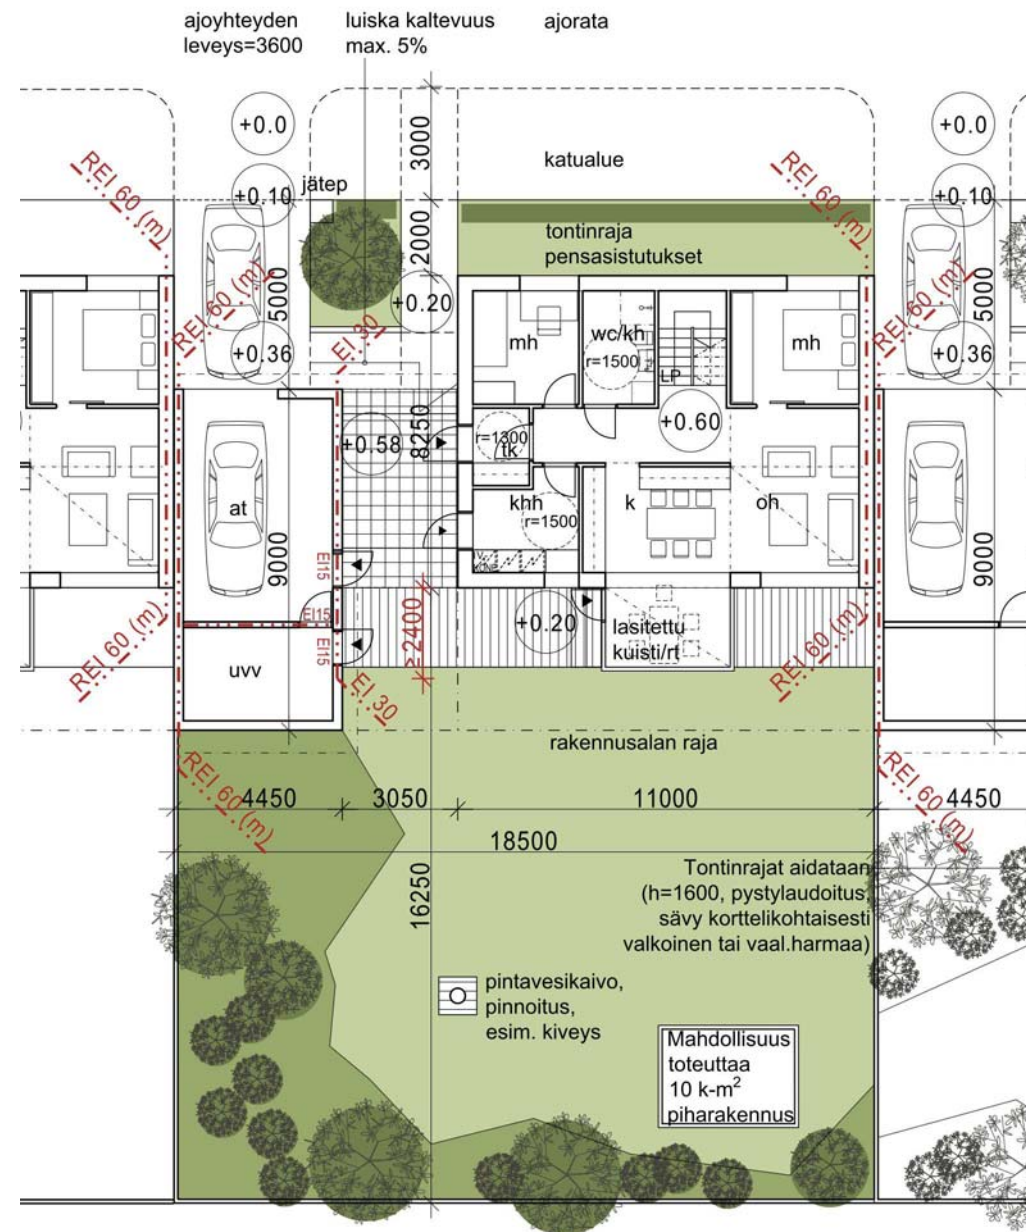 ajoyhteyden
leveys=3600
luiska kaltevuus
max. 5%
ajorata
+0.0
+0.0
3000
katualue
REI 60 (m)
REI 60 (m)
+0.10
jätep
+0.10
2000
tontinraja
pensasistutukset
REI 60 (m)
5000
+0.20
REI 60 (m)
5000
EI 30
mh
wc/kh
r=1500
mh
+0.36
LP
+0.36
+0.58
8250
r=1300
tk
+0.60
at
khh
r=1500
k
oh
9000
9000
EI15
KONE
EI15
≥2400
+0.20
lasitettu
kuisti/rt
REI 60 (m)
EI15
REI 60 (m)
uvv
EI 30
rakennusalan raja
REI 60 (m)
REI 60 (m)
4450
3050
11000
4450
18500
16250
Tontinrajat aidataan
(h=1600, pystylaudoitus,
sävy korttelikohtaisesti
valkoinen tai vaal.harmaa)
pintavesikaivo,
pinnoitus,
esim. kiveys
Mahdollisuus
toteuttaa
10 k-m²
piharakennus